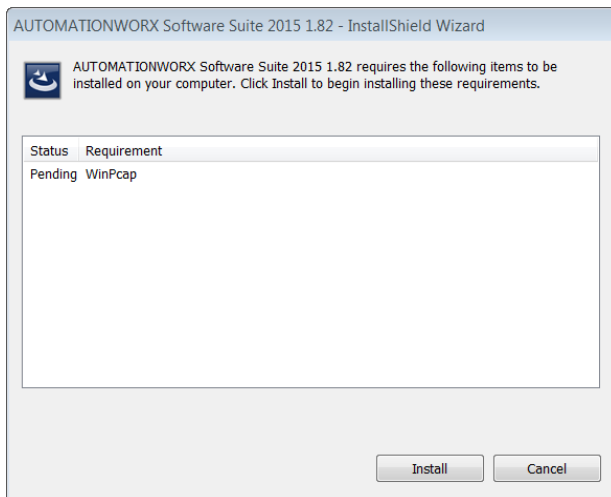 AUTOMATIONWORX Software Suite 2015 1.82 - InstallShield Wizard
AUTOMATIONWORX Software Suite 2015 1.82 requires the following items to be
installed on your computer. Click Install to begin installing these requirements.
Status Requirement
Pending WinPcap
Install Cancel